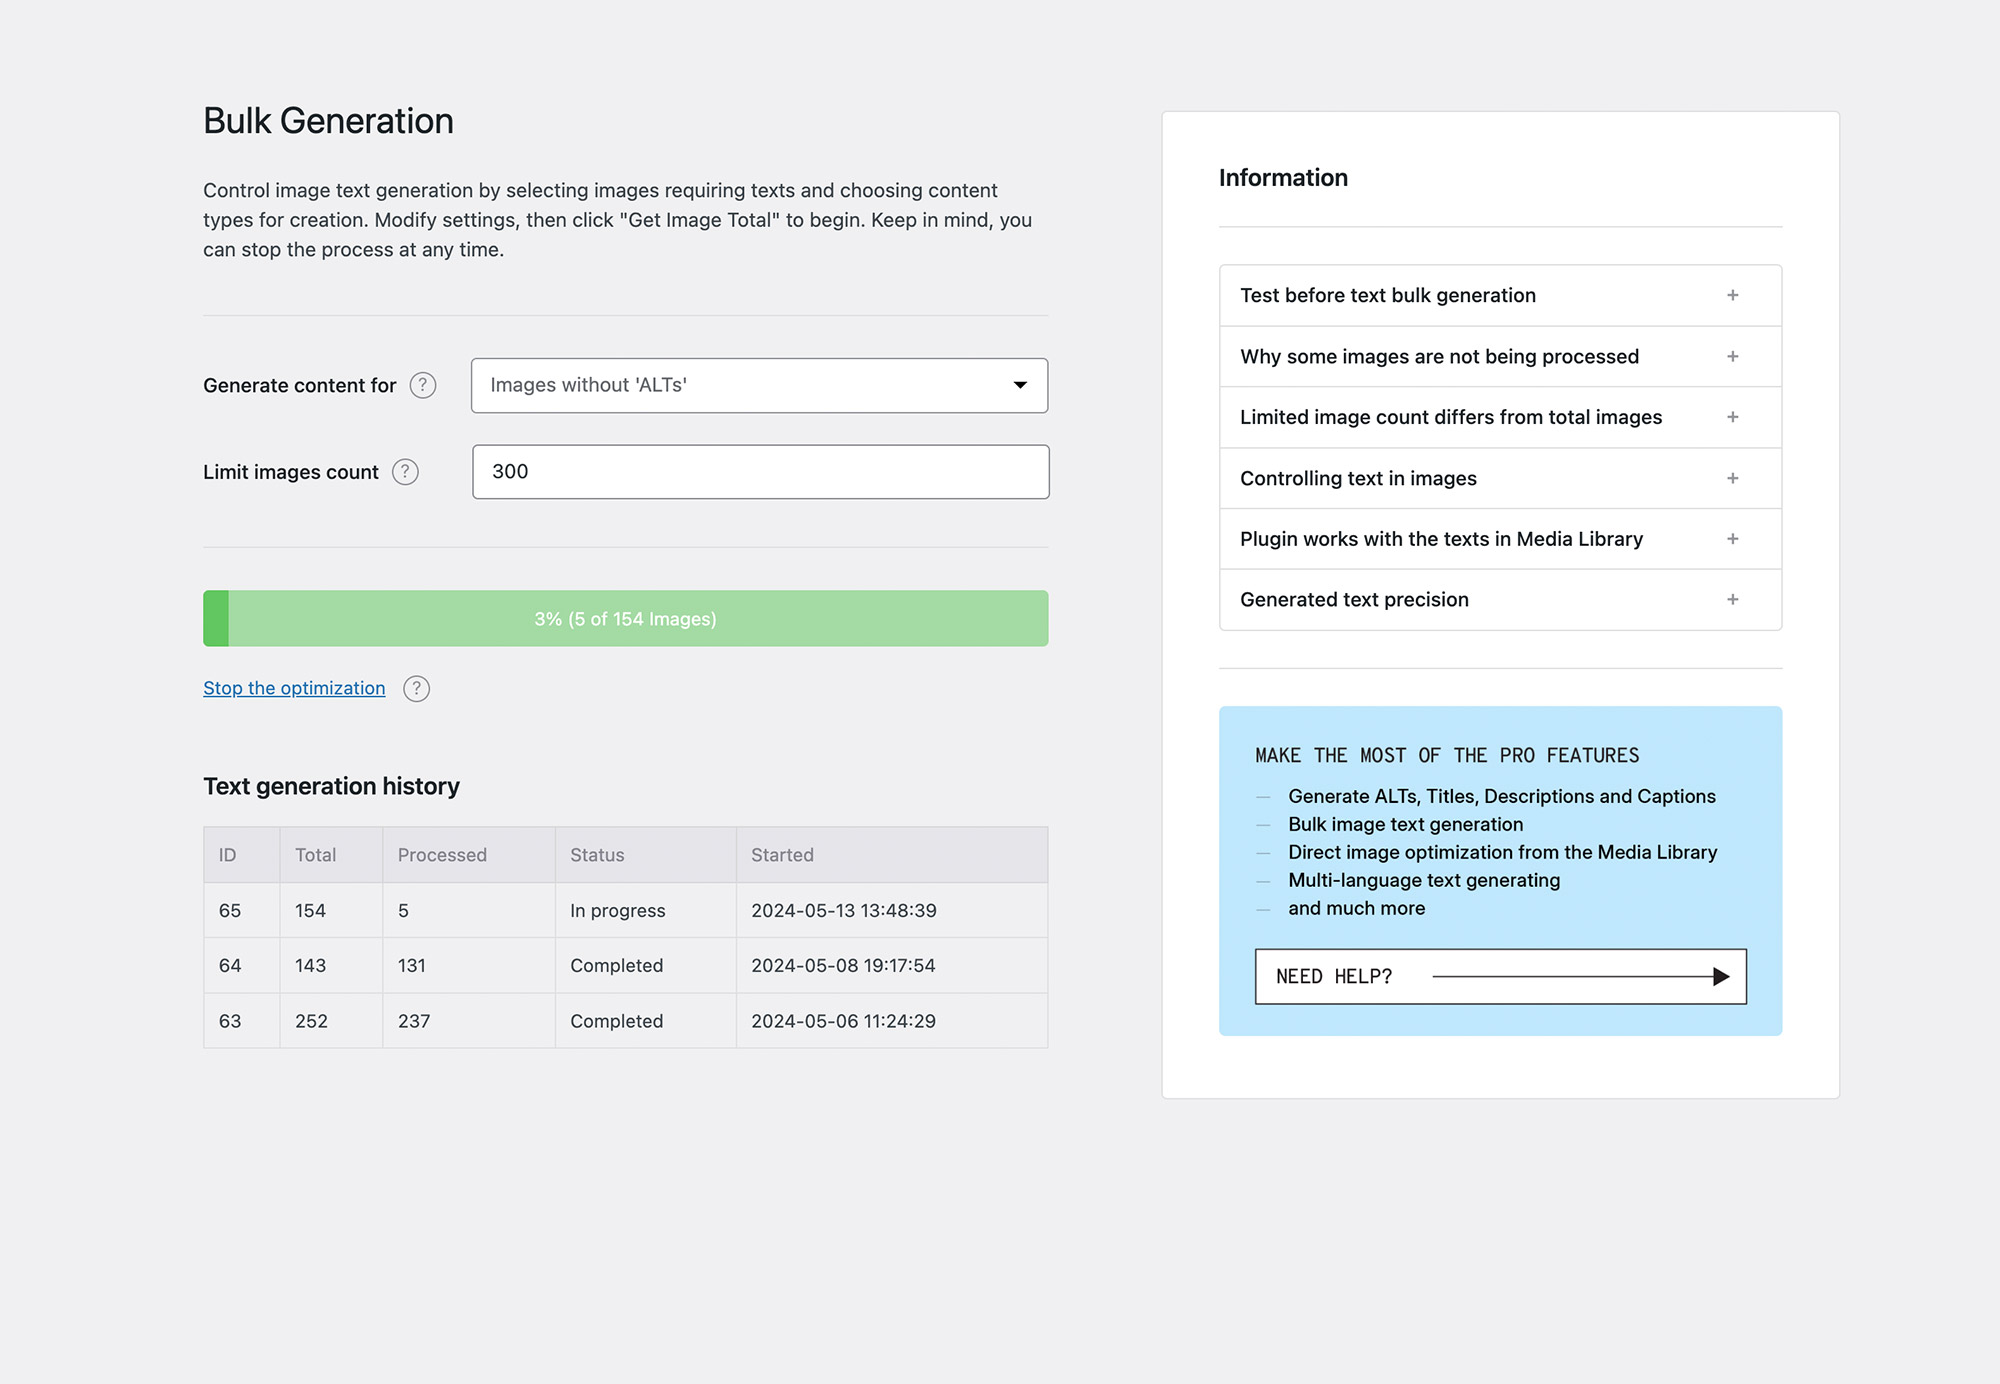 Bulk Generation
Control image text generation by selecting images requiring texts and choosing content
types for creation. Modify settings, then click "Get Image Total" to begin. Keep in mind, you
can stop the process at any time.
Generate content for ?
Images without 'ALTs'
Limit images count ?
300
3% (5 of 154 Images)
Stop the optimization ?
Text generation history
ID Total Processed Status Started
65 154 5 In progress 2024-05-13 13:48:39
64 143 131 Completed 2024-05-08 19:17:54
63 252 237 Completed 2024-05-06 11:24:29
Information
Test before text bulk generation +
Why some images are not being processed +
Limited image count differs from total images +
Controlling text in images +
Plugin works with the texts in Media Library +
Generated text precision +
MAKE THE MOST OF THE PRO FEATURES
— Generate ALTs, Titles, Descriptions and Captions
— Bulk image text generation
— Direct image optimization from the Media Library
— Multi-language text generating
— and much more
NEED HELP?